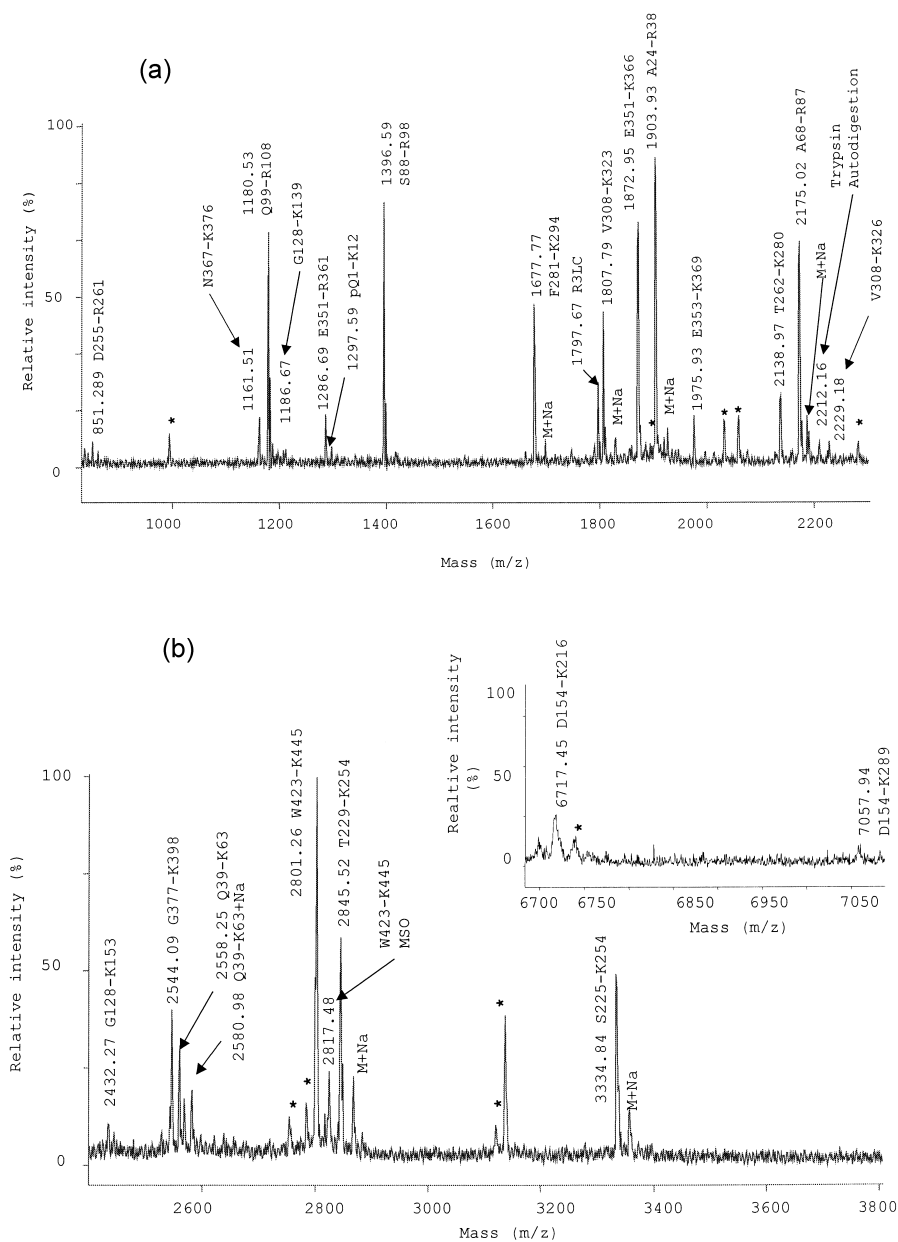 (a)
Relative intensity (%)
100
50
0
851.289 D255-R261
*
N367-K376
1161.51
1180.53
Q99-R108
1186.67
G128-K139
1286.69 E351-R361
1297.59 pQ1-K12
1396.59
S88-R98
1677.77
F281-K294
M+Na
1797.67 R3LC
1807.79 V308-K323
M+Na
1872.95 E351-K366
*
1903.93 A24-R38
M+Na
1975.93 E353-K369
*
*
2138.97 T262-K280
2175.02 A68-R87
M+Na
Trypsin
Autodigestion
2212.16
2229.18
V308-K326
*
1000
1200
1400
1600
1800
2000
2200
Mass (m/z)
(b)
Relative intensity (%)
100
50
0
2432.27 G128-K153
2544.09 G377-K398
2558.25 Q39-K63
2580.98 Q39-K63+Na
*
*
2801.26 W423-K445
2817.48
2845.52 T229-K254
W423-K445
MSO
M+Na
*
*
3334.84 S225-K254
M+Na
2600
2800
3000
3200
3400
3600
3800
Mass (m/z)
Realtive intensity
(%)
100
50
0
6717.45 D154-K216
*
7057.94
D154-K289
6700
6750
6850
6950
7050
Mass (m/z)